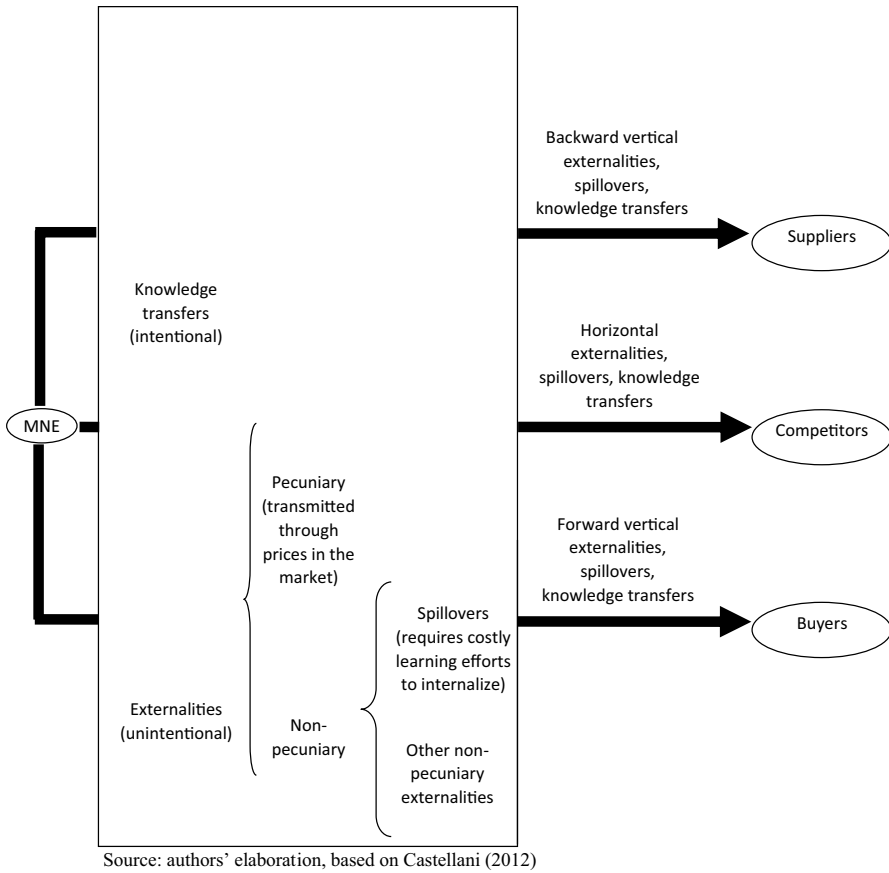 MNE
Knowledge
transfers
(intentional)
Externalities
(unintentional)
Pecuniary
(transmitted
through
prices in the
market)
Non-
pecuniary
Spillovers
(requires costly
learning efforts
to internalize)
Other non-
pecuniary
externalities
Backward vertical
externalities,
spillovers,
knowledge transfers
Suppliers
Horizontal
externalities,
spillovers, knowledge
transfers
Competitors
Forward vertical
externalities,
spillovers,
knowledge transfers
Buyers
Source: authors’ elaboration, based on Castellani (2012)